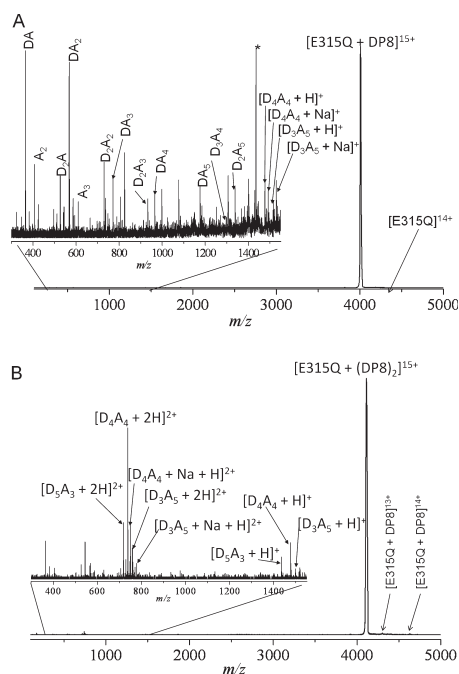 A
[E315Q + DP8]¹⁵⁺
DA
DA₂
*
A₂
D₂A
A₃
D₂A₂
DA₃
D₂A₃
DA₄
DA₅
D₃A₄
D₂A₅
[D₄A₄ + H]⁺
[D₄A₄ + Na]⁺
[D₃A₅ + H]⁺
[D₃A₅ + Na]⁺
[E315Q]¹⁴⁺
400 600 800 1000 1200 1400
m/z
1000 2000 3000 4000 5000
m/z
B
[E315Q + (DP8)₂]¹⁵⁺
[D₄A₄ + 2H]²⁺
[D₄A₄ + Na + H]²⁺
[D₅A₃ + 2H]²⁺
[D₃A₅ + 2H]²⁺
[D₃A₅ + Na + H]²⁺
[D₄A₄ + H]⁺
[D₃A₅ + H]⁺
[D₅A₃ + H]⁺
[E315Q + DP8]¹³⁺
[E315Q + DP8]¹⁴⁺
400 600 800 1000 1200 1400
m/z
1000 2000 3000 4000 5000
m/z